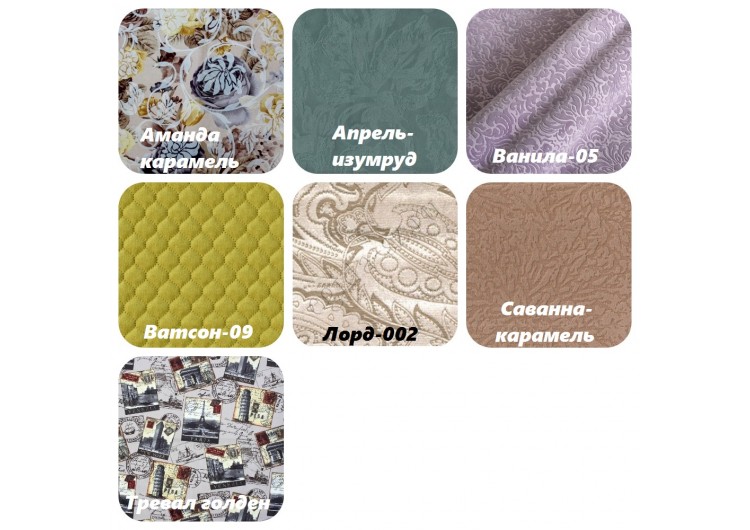 Аманда
карамель
Апрель-
изумруд
Ванила-05
Ватсон-09
Лорд-002
Саванна-
карамель
Тревал голден